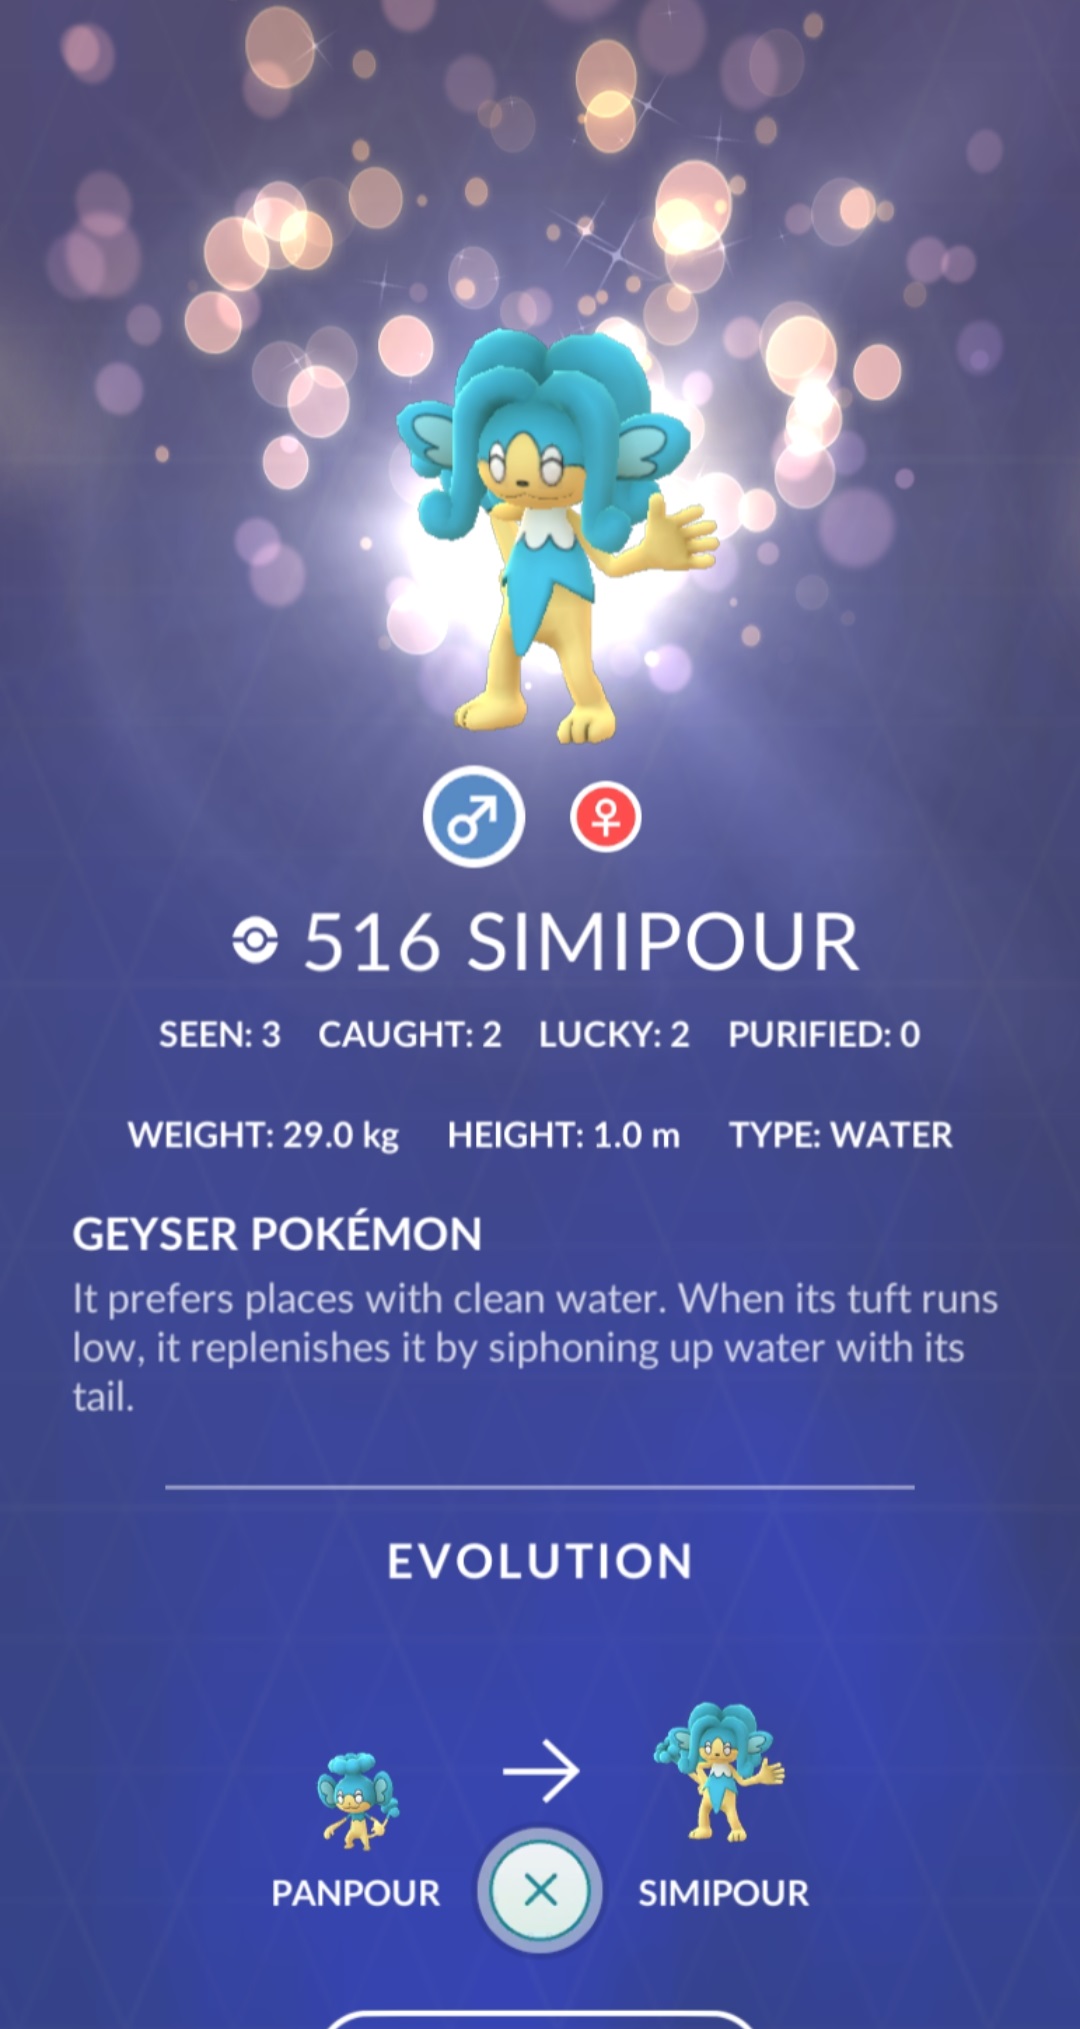 516 SIMIPOUR
SEEN: 3 CAUGHT: 2 LUCKY: 2 PURIFIED: 0
WEIGHT: 29.0 kg HEIGHT: 1.0 m TYPE: WATER
GEYSER POKÉMON
It prefers places with clean water. When its tuft runs
low, it replenishes it by siphoning up water with its
tail.
EVOLUTION
PANPOUR SIMIPOUR